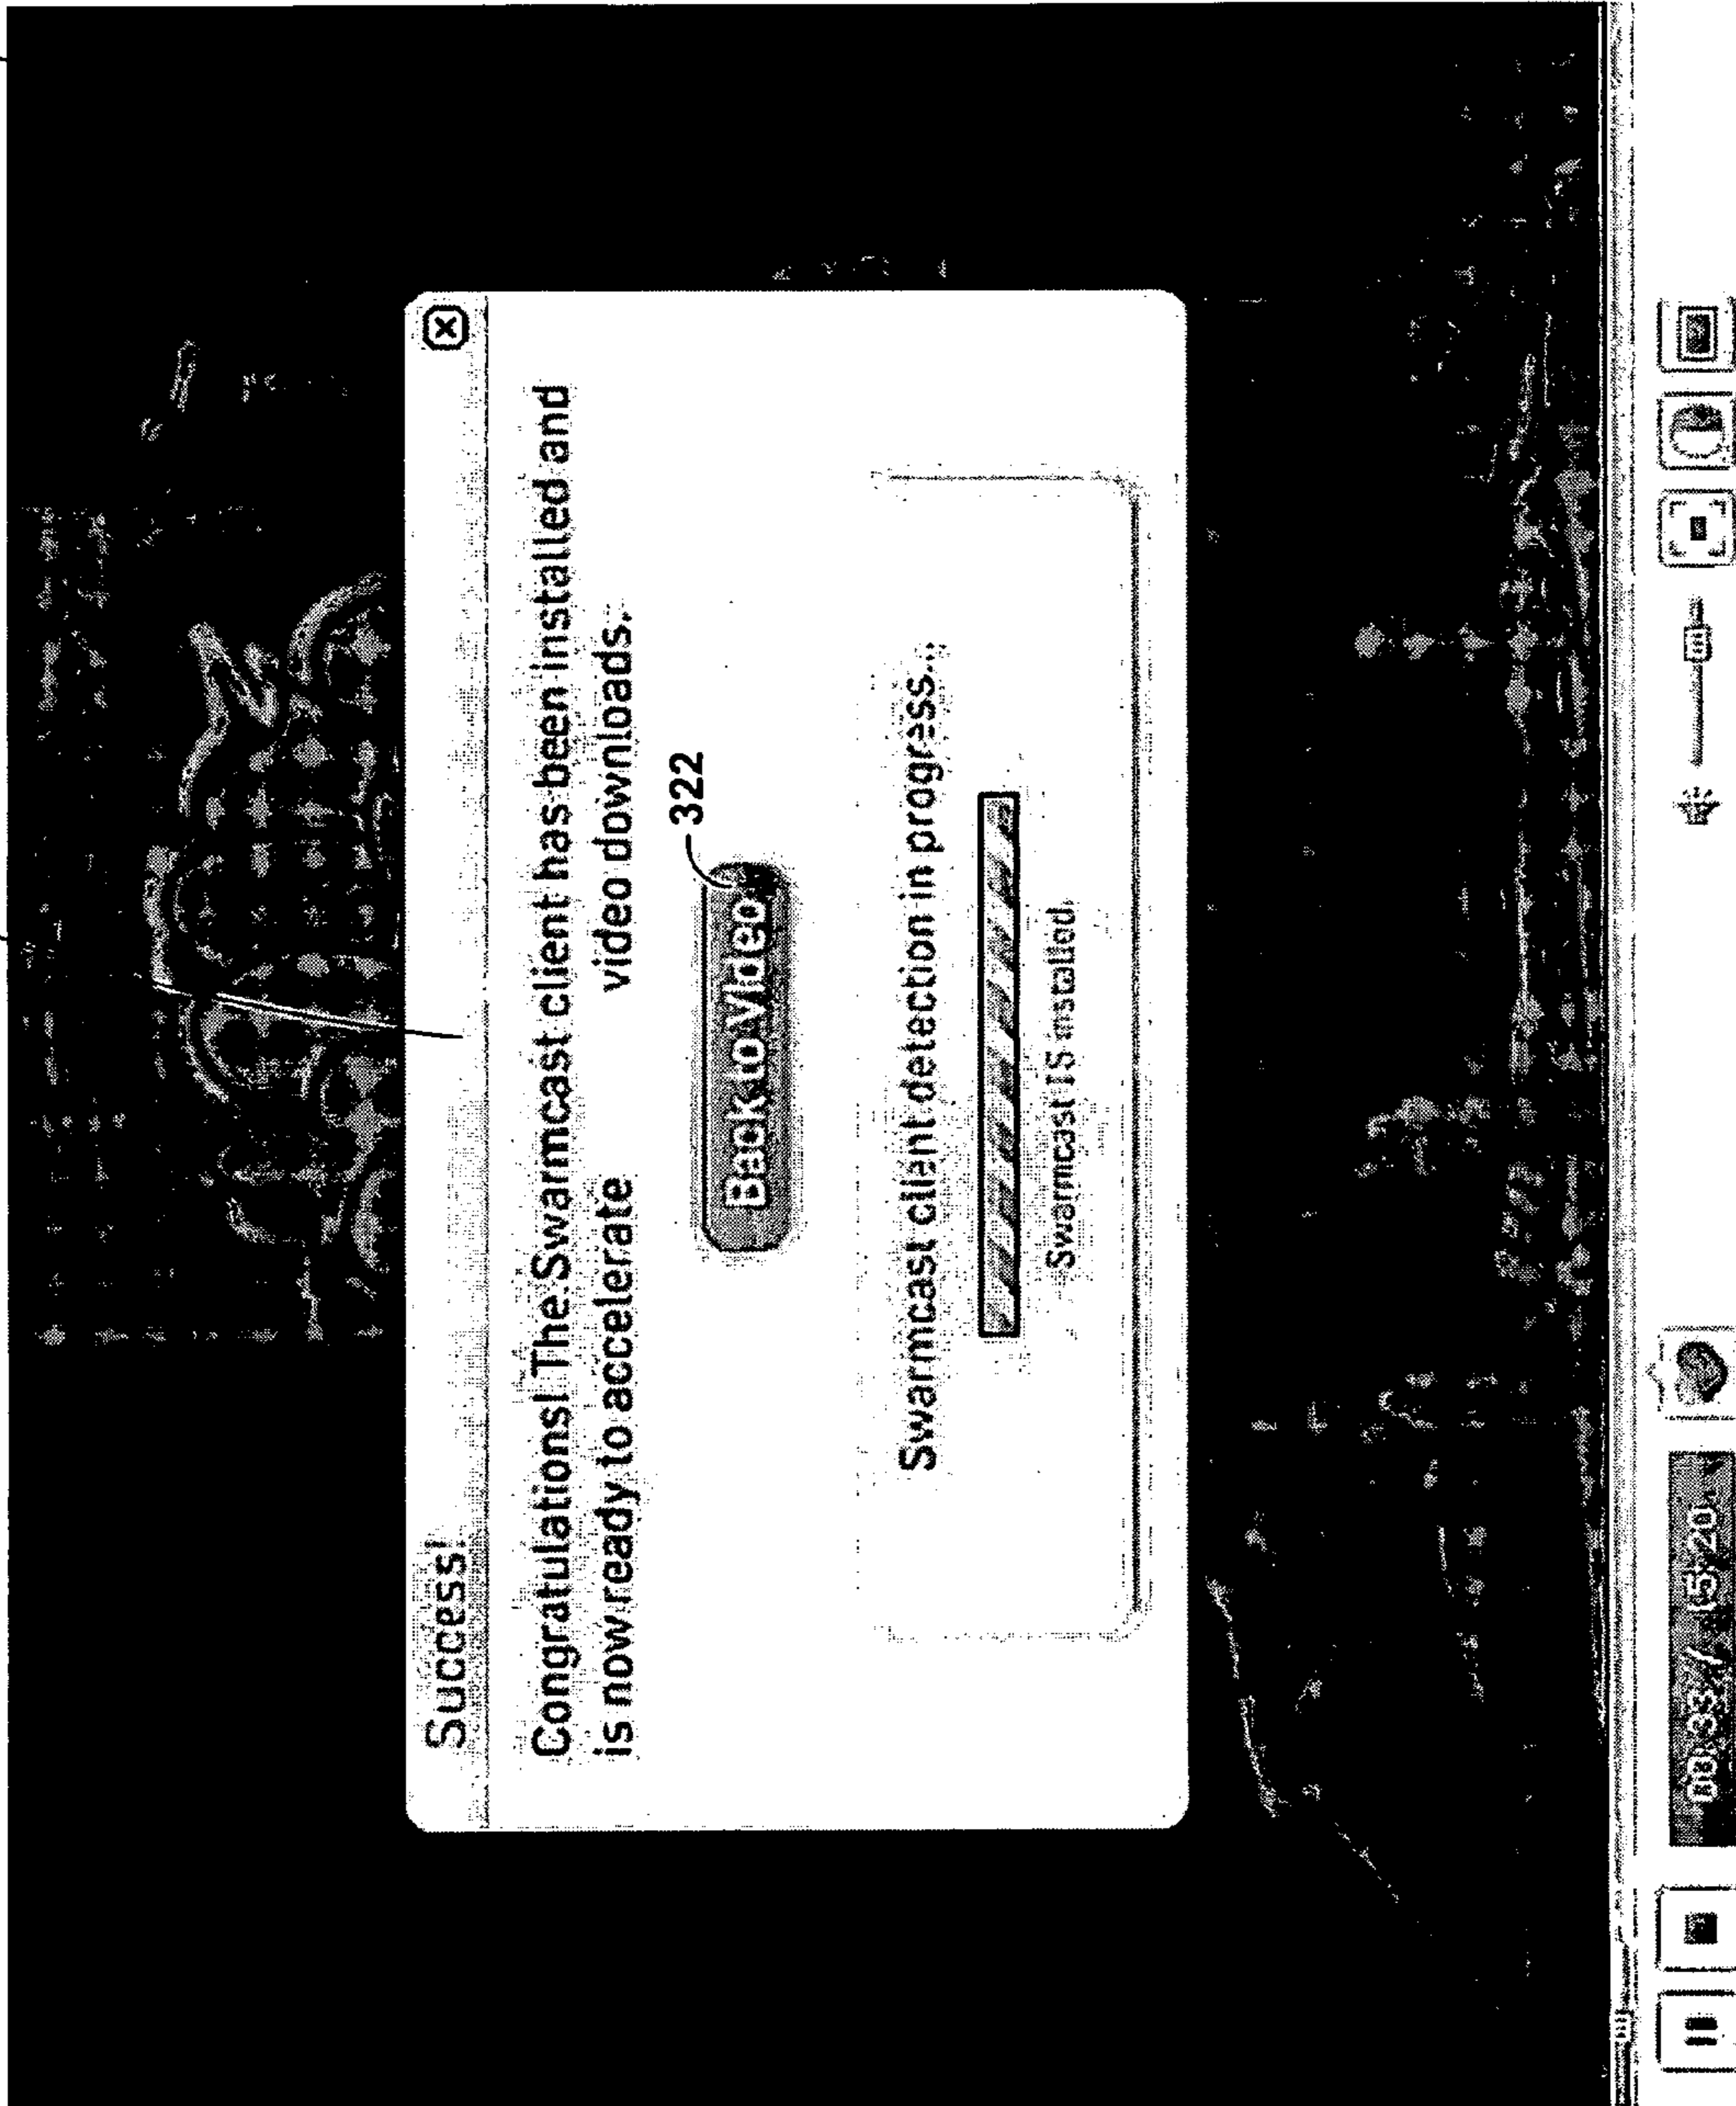 Success!
Congratulations! The Swarmcast client has been installed and
is now ready to accelerate video downloads.
Back to Video
322
Swarmcast client detection in progress...
Swarmcast IS installed.
00:33 / 15:20